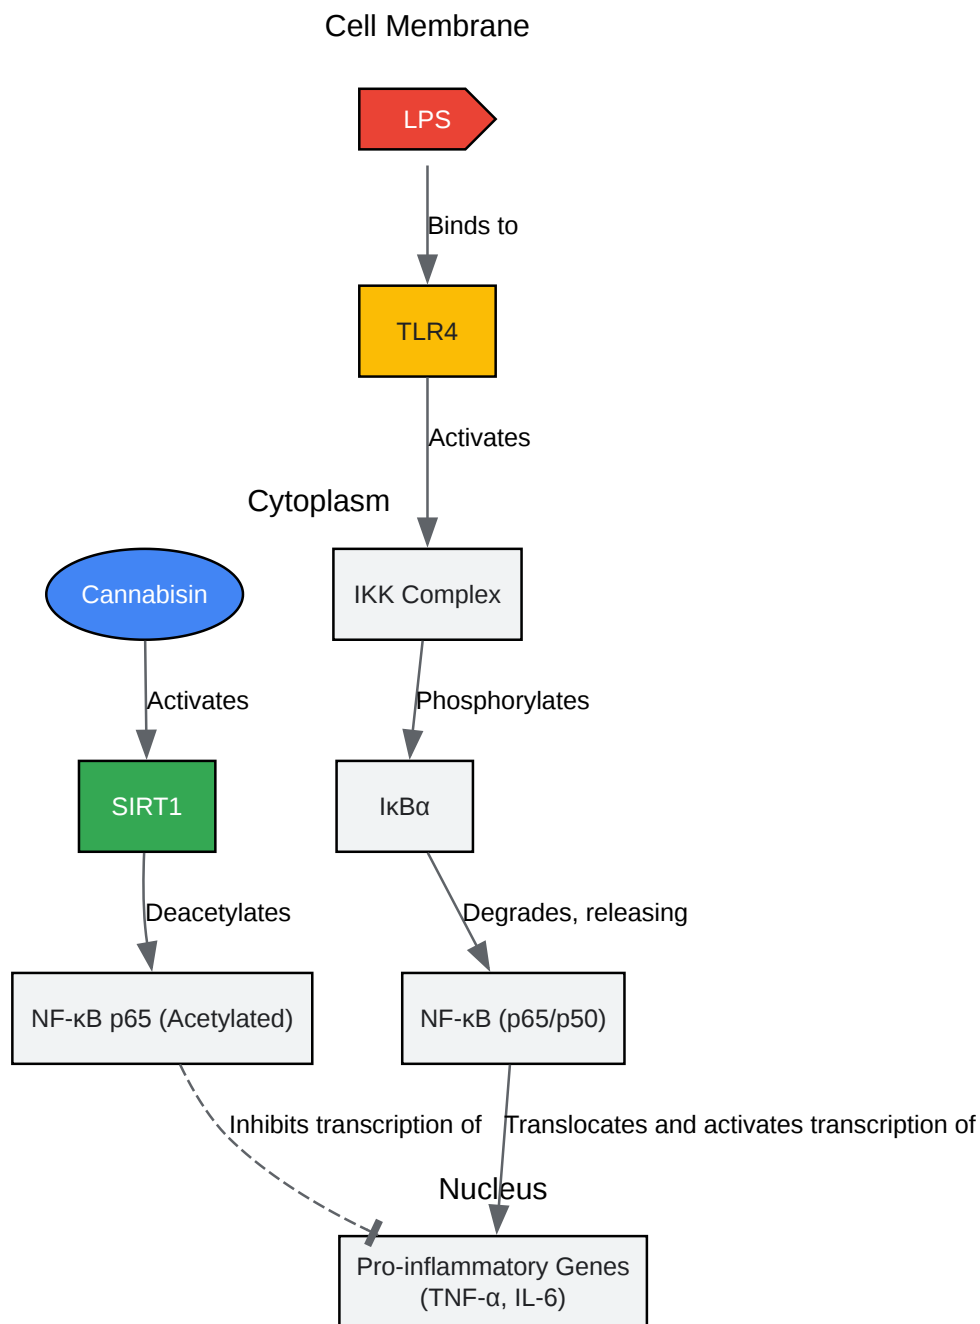 Cell Membrane
LPS
Binds to
TLR4
Activates
Cytoplasm
Cannabisin
IKK Complex
Activates
Phosphorylates
SIRT1
IκBα
Deacetylates
Degrades, releasing
NF-κB p65 (Acetylated)
NF-κB (p65/p50)
Inhibits transcription of
Translocates and activates transcription of
Nucleus
Pro-inflammatory Genes
(TNF-α, IL-6)